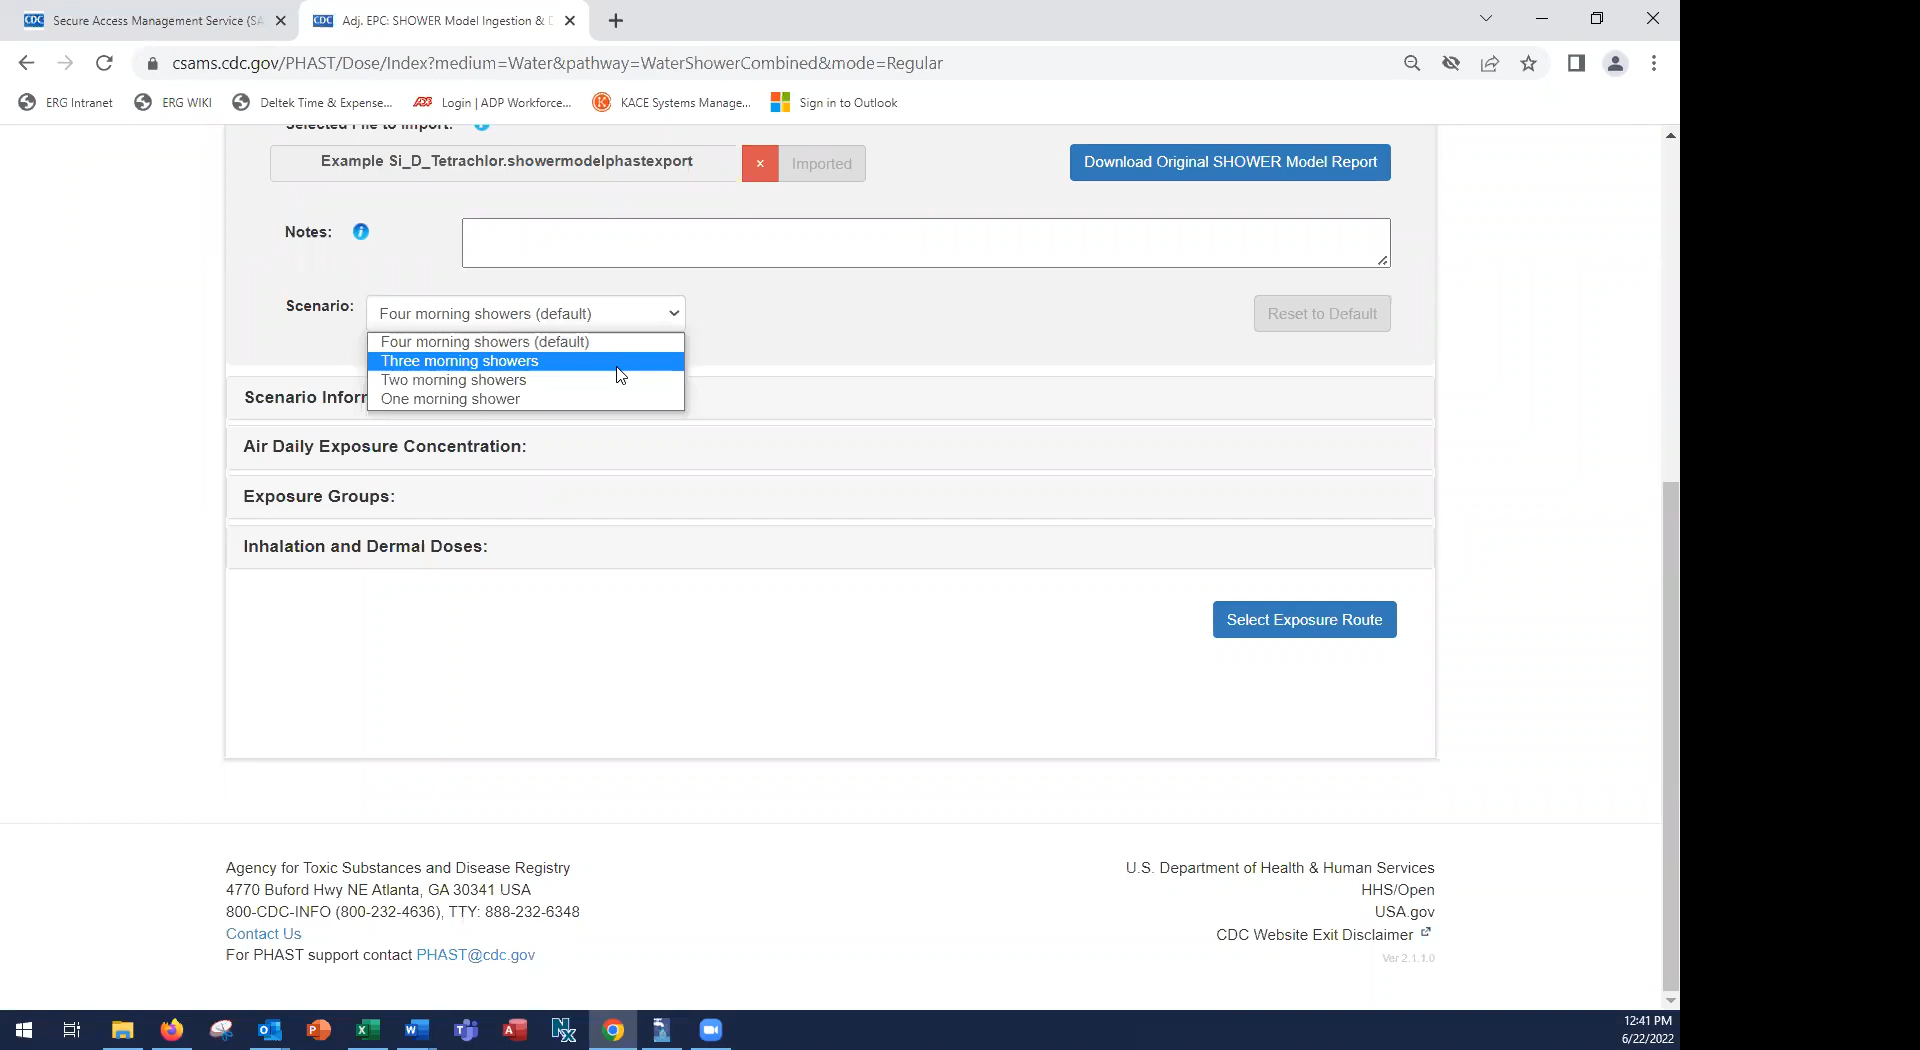 CDC Secure Access Management Service (SA
CDC Adj. EPC: SHOWER Model Ingestion & D
csams.cdc.gov/PHAST/Dose/Index?medium=Water&pathway=WaterShowerCombined&mode=Regular
ERG Intranet ERG WIKI Deltek Time & Expense... Login | ADP Workforce... KACE Systems Manage... Sign in to Outlook
Selected File to Import:
Example Si_D_Tetrachlor.showermodelphastexport × Imported Download Original SHOWER Model Report
Notes:
Scenario: Four morning showers (default) Reset to Default
Four morning showers (default)
Three morning showers
Two morning showers
One morning shower
Scenario Inforr
Air Daily Exposure Concentration:
Exposure Groups:
Inhalation and Dermal Doses:
Select Exposure Route
Agency for Toxic Substances and Disease Registry
4770 Buford Hwy NE Atlanta, GA 30341 USA
800-CDC-INFO (800-232-4636), TTY: 888-232-6348
Contact Us
For PHAST support contact PHAST@cdc.gov
U.S. Department of Health & Human Services
HHS/Open
USA.gov
CDC Website Exit Disclaimer
Ver 2.1.1.0
12:41 PM
6/22/2022